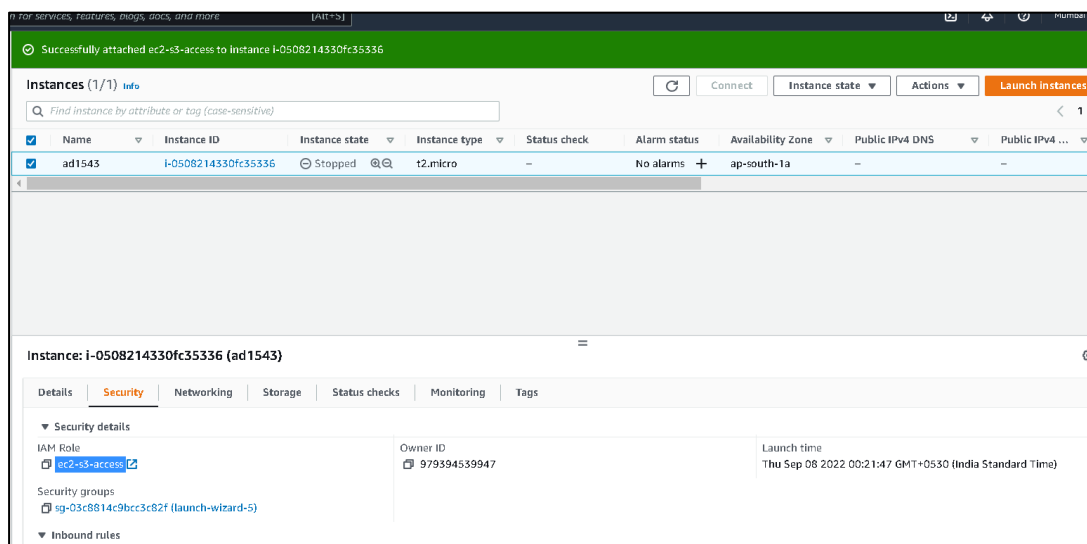 n for services, features, blogs, docs, and more [Alt+S] Mumbai
Successfully attached ec2-s3-access to instance i-0508214330fc35336
Instances (1/1) Info Connect Instance state Actions Launch instances
Find instance by attribute or tag (case-sensitive) 1
Name Instance ID Instance state Instance type Status check Alarm status Availability Zone Public IPv4 DNS Public IPv4 ...
ad1543 i-0508214330fc35336 Stopped t2.micro – No alarms + ap-south-1a – –
Instance: i-0508214330fc35336 (ad1543)
Details Security Networking Storage Status checks Monitoring Tags
Security details
IAM Role Owner ID Launch time
ec2-s3-access 979394539947 Thu Sep 08 2022 00:21:47 GMT+0530 (India Standard Time)
Security groups
sg-03c8814c9bcc3c82f (launch-wizard-5)
Inbound rules